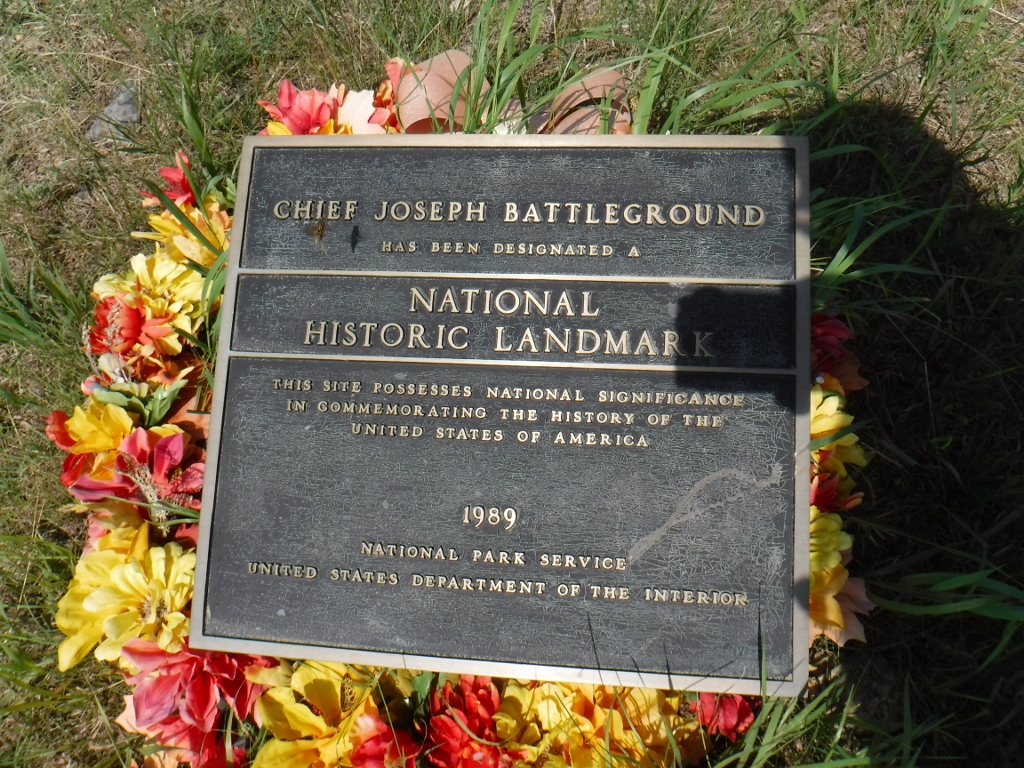 CHIEF JOSEPH BATTLEGROUND
HAS BEEN DESIGNATED A
NATIONAL
HISTORIC LANDMARK
THIS SITE POSSESSES NATIONAL SIGNIFICANCE
IN COMMEMORATING THE HISTORY OF THE
UNITED STATES OF AMERICA
1989
NATIONAL PARK SERVICE
UNITED STATES DEPARTMENT OF THE INTERIOR